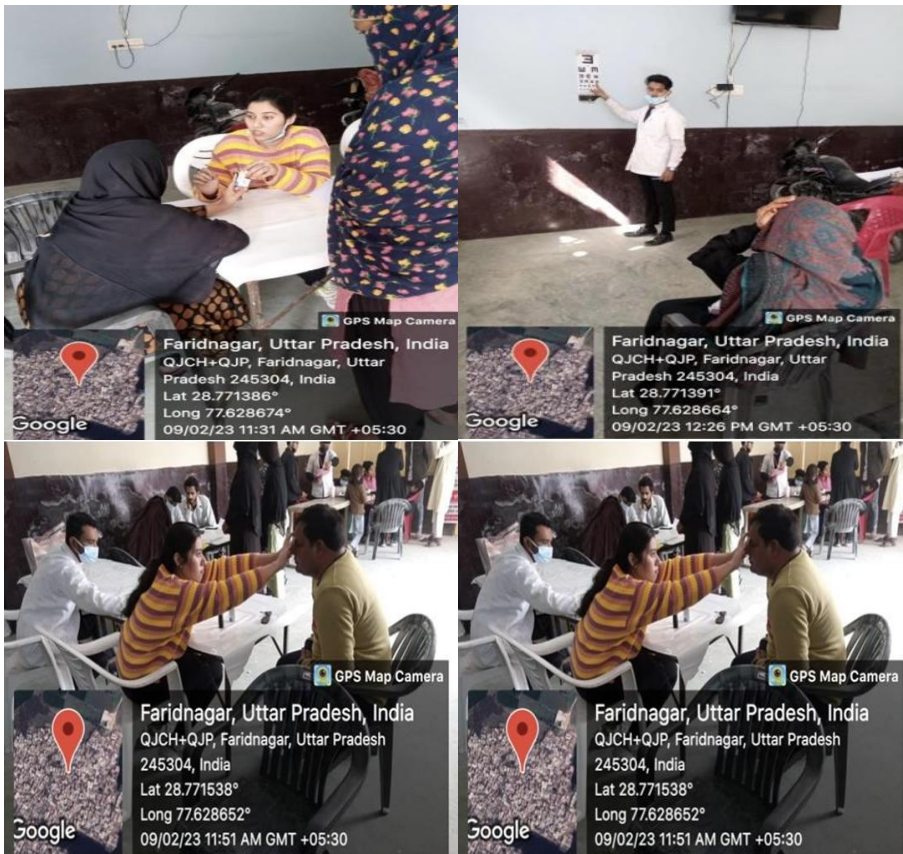 GPS Map Camera
Faridnagar, Uttar Pradesh, India
QJCH+QJP, Faridnagar, Uttar
Pradesh 245304, India
Lat 28.771386°
Long 77.628674°
09/02/23 11:31 AM GMT +05:30
Google
E
GPS Map Camera
Faridnagar, Uttar Pradesh, India
QJCH+QJP, Faridnagar, Uttar
Pradesh 245304, India
Lat 28.771391°
Long 77.628664°
09/02/23 12:26 PM GMT +05:30
Google
GPS Map Camera
Faridnagar, Uttar Pradesh, India
QJCH+QJP, Faridnagar, Uttar Pradesh
245304, India
Lat 28.771538°
Long 77.628652°
09/02/23 11:51 AM GMT +05:30
Google
GPS Map Camera
Faridnagar, Uttar Pradesh, India
QJCH+QJP, Faridnagar, Uttar Pradesh
245304, India
Lat 28.771538°
Long 77.628652°
09/02/23 11:51 AM GMT +05:30
Google